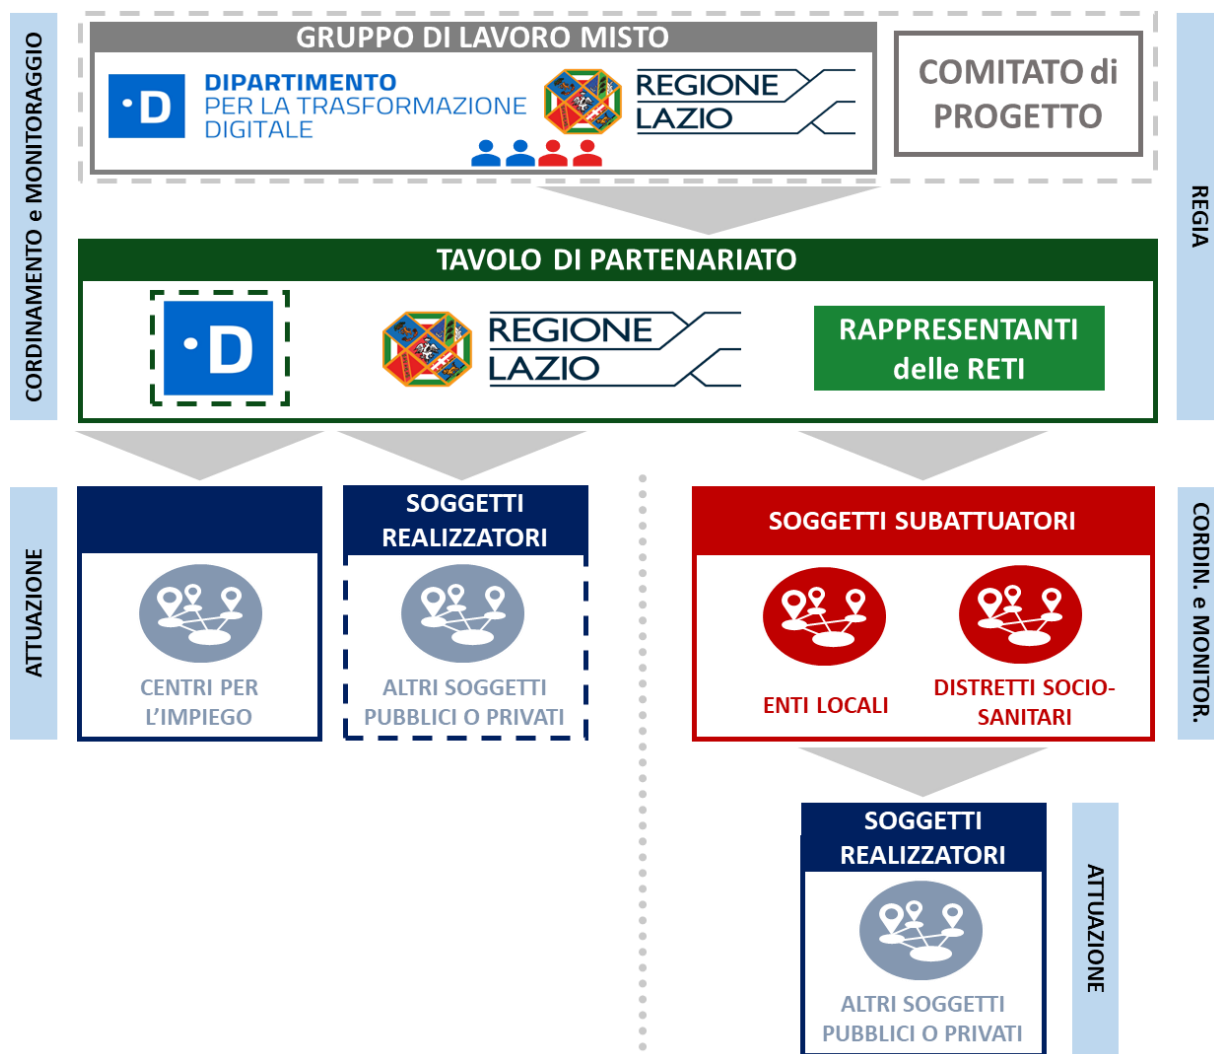 CORDINAMENTO e MONITORAGGIO
GRUPPO DI LAVORO MISTO
D
DIPARTIMENTO
PER LA TRASFORMAZIONE
DIGITALE
REGIONE
LAZIO
COMITATO di
PROGETTO
REGIA
TAVOLO DI PARTENARIATO
D
REGIONE
LAZIO
RAPPRESENTANTI
delle RETI
ATTUAZIONE
CENTRI PER
L’IMPIEGO
SOGGETTI
REALIZZATORI
ALTRI SOGGETTI
PUBBLICI O PRIVATI
SOGGETTI SUBATTUATORI
ENTI LOCALI
DISTRETTI SOCIO-
SANITARI
CORDIN. e MONITOR.
SOGGETTI
REALIZZATORI
ALTRI SOGGETTI
PUBBLICI O PRIVATI
ATTUAZIONE